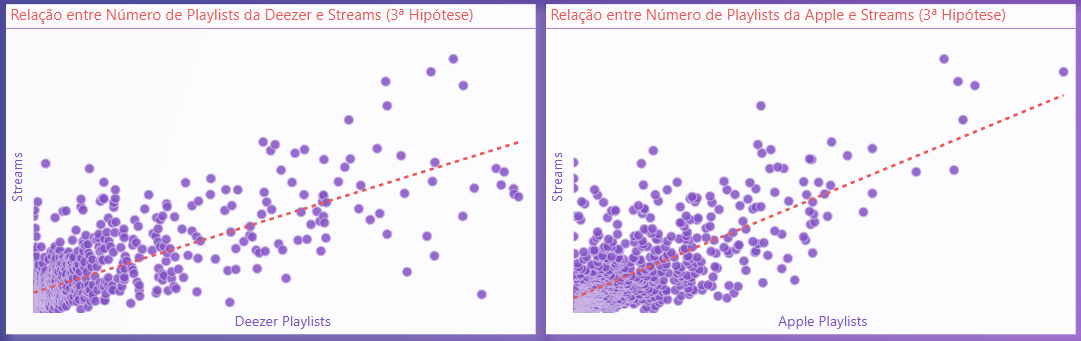 Relação entre Número de Playlists da Deezer e Streams (3ª Hipótese)
Streams
Deezer Playlists
Relação entre Número de Playlists da Apple e Streams (3ª Hipótese)
Streams
Apple Playlists